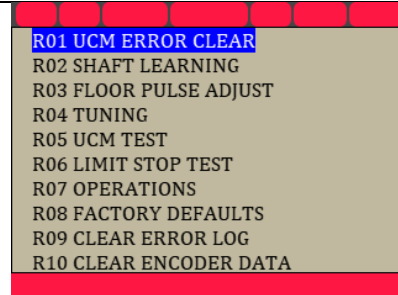 R01 UCM ERROR CLEAR
R02 SHAFT LEARNING
R03 FLOOR PULSE ADJUST
R04 TUNING
R05 UCM TEST
R06 LIMIT STOP TEST
R07 OPERATIONS
R08 FACTORY DEFAULTS
R09 CLEAR ERROR LOG
R10 CLEAR ENCODER DATA